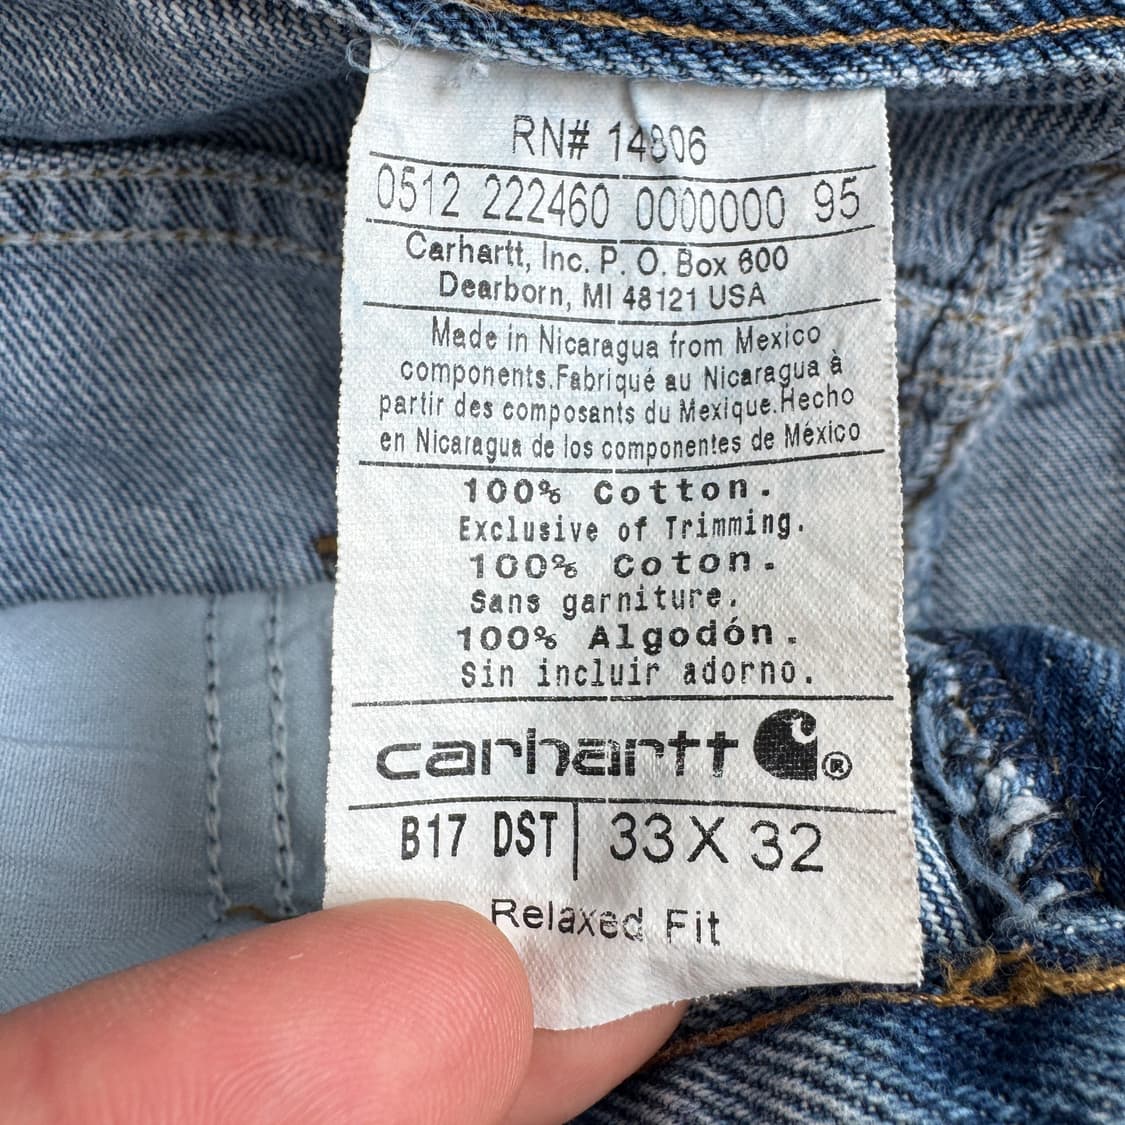 RN# 14806
0512 222460 0000000 95
Carhartt, Inc. P. O. Box 600
Dearborn, MI 48121 USA
Made in Nicaragua from Mexico
components.Fabriqué au Nicaragua à
partir des composants du Mexique.Hecho
en Nicaragua de los componentes de México
100% Cotton.
Exclusive of Trimming.
100% Coton.
Sans garniture.
100% Algodón.
Sin incluir adorno.
carhartt ®
B17 DST | 33 X 32
Relaxed Fit